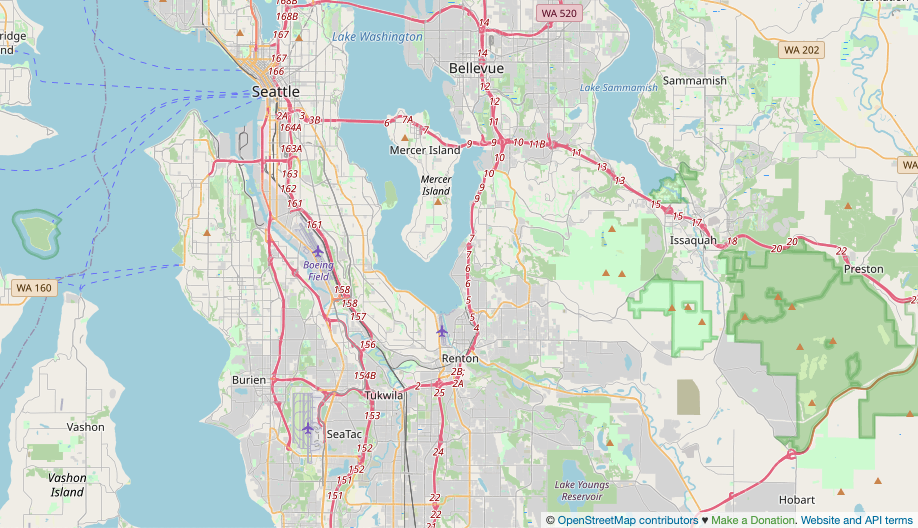 168B
168B
WA 520
14
ridge
Lake Washington
167
14
WA 202
nd
167
Bellevue
166
12
Sammamish
Seattle
Lake Sammamish
12
2A
3
3B
6
7A
11
164A
7
163A
Mercer Island
9
9
10
11B
11
10
163
10
13
WA
162
Mercer
Island
9
13
9
161
15
161
15
17
7
Issaquah
18
20
20
22
7
Boeing
Field
6
Preston
6
WA 160
158
5
2
158
5
157
4
156
Renton
2B;
2A
Burien
154B
2
Tukwila
25
153
Vashon
SeaTac
152
24
152
Vashon
Island
151
Lake Youngs
Reservoir
151
22
Hobart
22
21
© OpenStreetMap contributors ♥ Make a Donation. Website and API terms